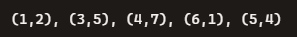 (1,2), (3,5), (4,7), (6,1), (5,4)